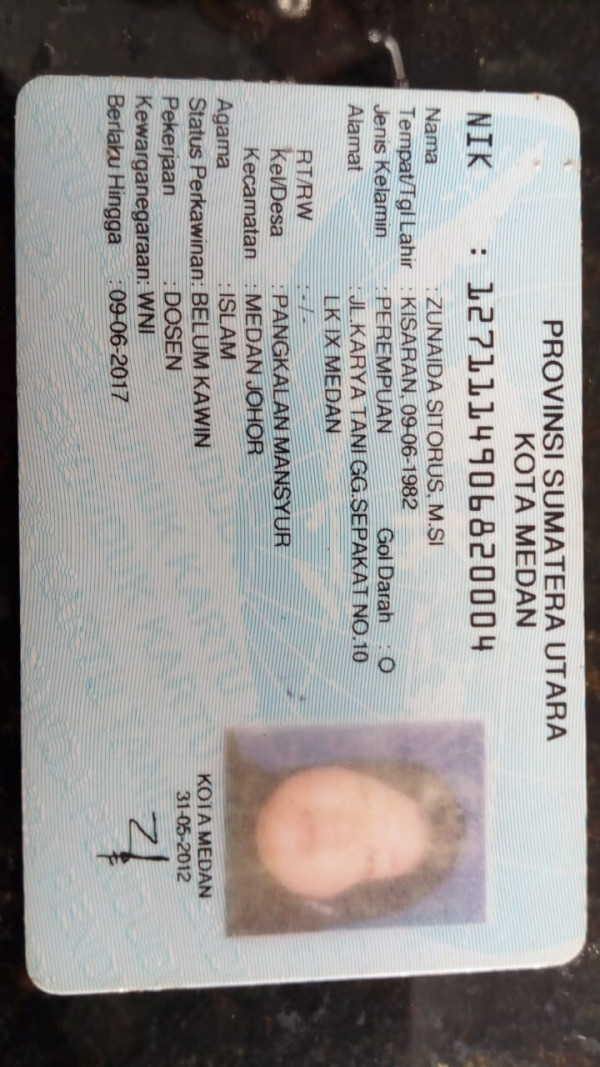 PROVINSI SUMATERA UTARA
KOTA MEDAN
NIK : 1271114906820004
Nama : ZUNAIDA SITORUS, M.SI
Tempat/Tgl Lahir : KISARAN, 09-06-1982
Jenis Kelamin : PEREMPUAN Gol Darah : O
Alamat : JL.KARYA TANI GG.SEPAKAT NO.10
LK IX MEDAN
RT/RW : -/-
Kel/Desa : PANGKALAN MANSYUR
Kecamatan : MEDAN JOHOR
Agama : ISLAM
Status Perkawinan: BELUM KAWIN
Pekerjaan : DOSEN
Kewarganegaraan: WNI
Berlaku Hingga : 09-06-2017
KOTA MEDAN
31-05-2012